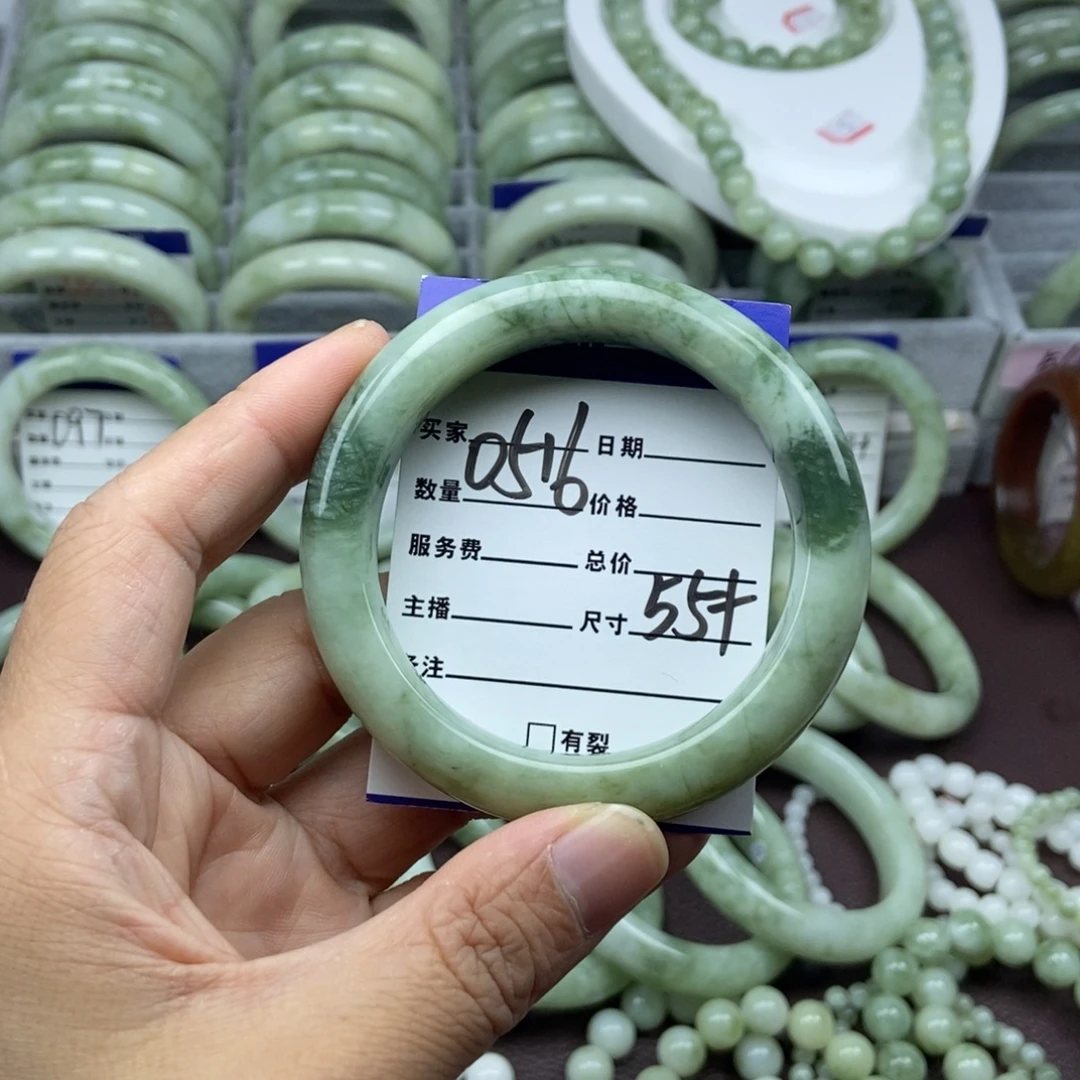 买家 0516 日期
数量 价格
服务费 总价
主播 尺寸 55+
注
有裂
097